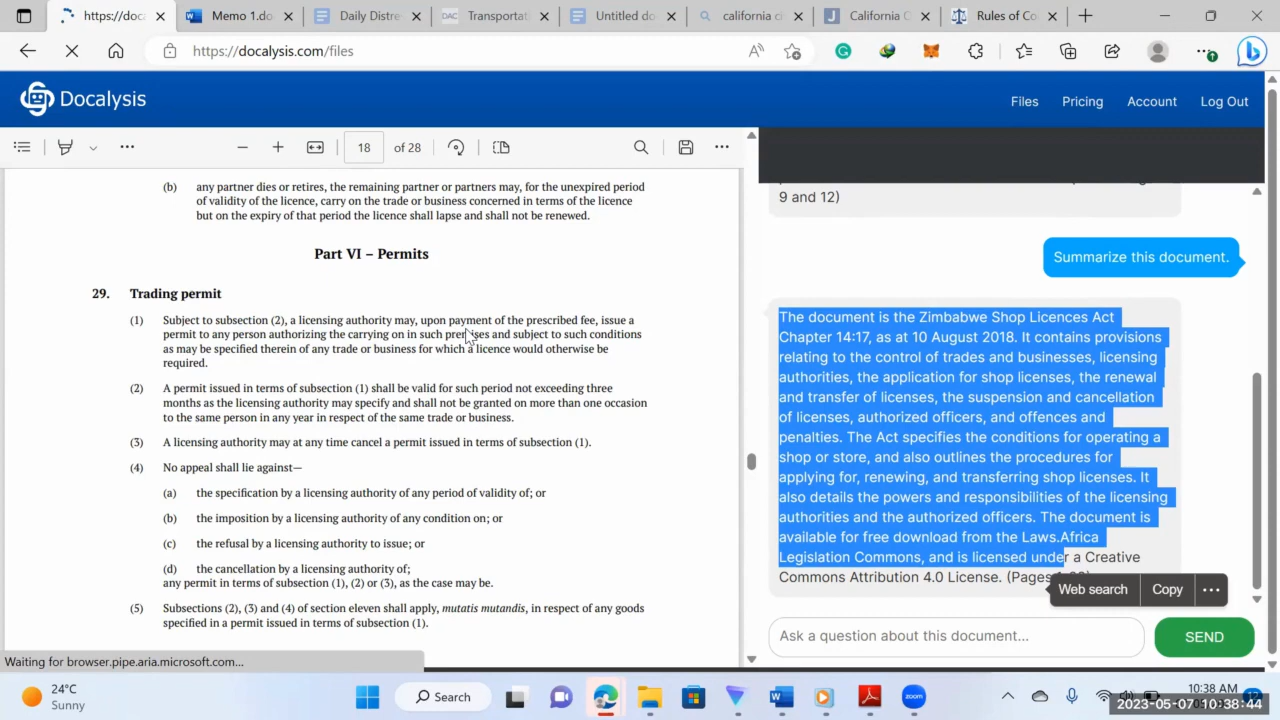 https://doca
Memo 1.do
Daily Distre
DAC
Transportat
Untitled do
california ci
J
California C
Rules of Co
https://docalysis.com/files
Docalysis
Files
Pricing
Account
Log Out
18
of 28
(b) any partner dies or retires, the remaining partner or partners may, for the unexpired period
of validity of the licence, carry on the trade or business concerned in terms of the licence
but on the expiry of that period the licence shall lapse and shall not be renewed.
Part VI – Permits
29. Trading permit
(1) Subject to subsection (2), a licensing authority may, upon payment of the prescribed fee, issue a
permit to any person authorizing the carrying on in such premises and subject to such conditions
as may be specified therein of any trade or business for which a licence would otherwise be
required.
(2) A permit issued in terms of subsection (1) shall be valid for such period not exceeding three
months as the licensing authority may specify and shall not be granted on more than one occasion
to the same person in any year in respect of the same trade or business.
(3) A licensing authority may at any time cancel a permit issued in terms of subsection (1).
(4) No appeal shall lie against—
(a) the specification by a licensing authority of any period of validity of; or
(b) the imposition by a licensing authority of any condition on; or
(c) the refusal by a licensing authority to issue; or
(d) the cancellation by a licensing authority of;
any permit in terms of subsection (1), (2) or (3), as the case may be.
(5) Subsections (2), (3) and (4) of section eleven shall apply, mutatis mutandis, in respect of any goods
specified in a permit issued in terms of subsection (1).
Waiting for browser.pipe.aria.microsoft.com...
9 and 12)
Summarize this document.
The document is the Zimbabwe Shop Licences Act
Chapter 14:17, as at 10 August 2018. It contains provisions
relating to the control of trades and businesses, licensing
authorities, the application for shop licenses, the renewal
and transfer of licenses, the suspension and cancellation
of licenses, authorized officers, and offences and
penalties. The Act specifies the conditions for operating a
shop or store, and also outlines the procedures for
applying for, renewing, and transferring shop licenses. It
also details the powers and responsibilities of the licensing
authorities and the authorized officers. The document is
available for free download from the Laws.Africa
Legislation Commons, and is licensed under a Creative
Commons Attribution 4.0 License. (Pages
Web search
Copy
Ask a question about this document...
SEND
24°C
Sunny
Search
zoom
10:38 AM
2023-05-07 10:38:44